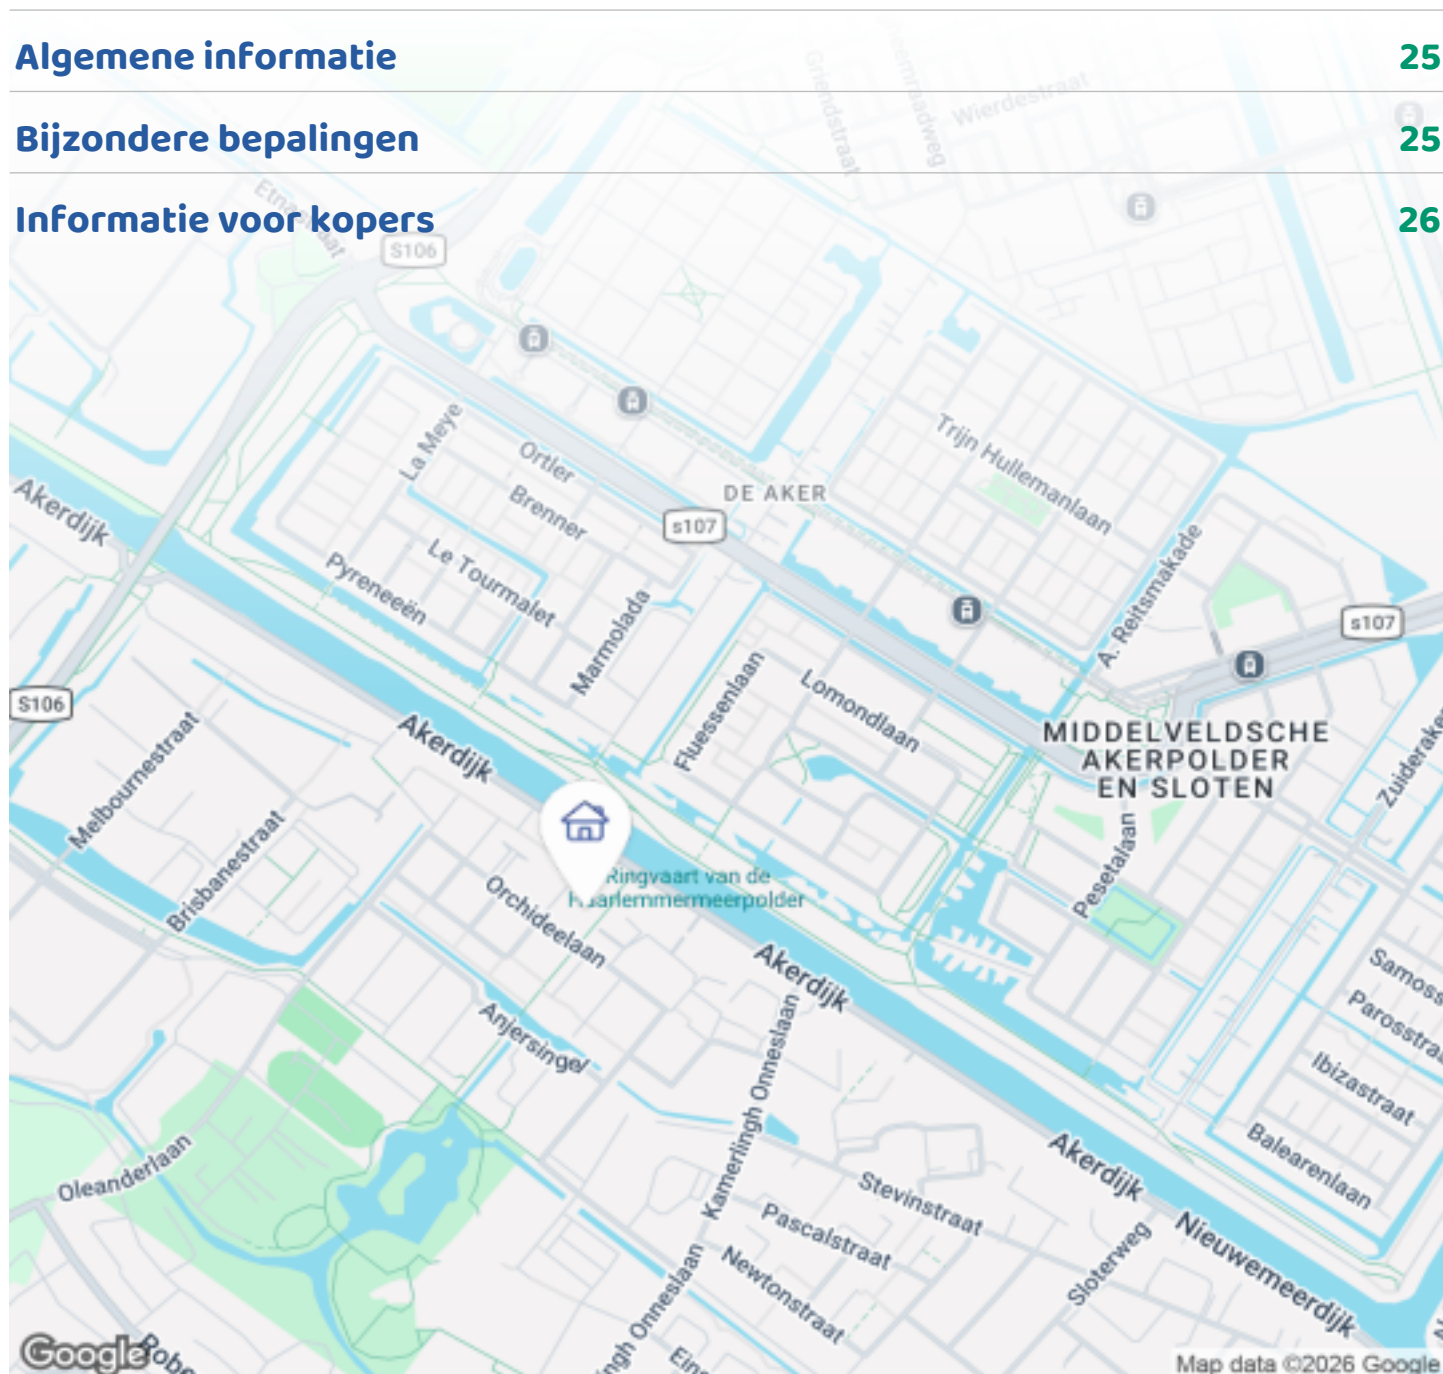 Algemene informatie 25
Bijzondere bepalingen 25
Informatie voor kopers 26
Griendstraat
Wierdestraat
S106
La Meye
Ortler
Brenner
DE AKER
Trijn Hullemanlaan
Akerdijk
s107
Le Tourmalet
Pyreneeën
Marmolada
A. Reitsmakade
s107
S106
Fluessenlaan
Lomondlaan
MIDDELVELDSCHE
AKERPOLDER
EN SLOTEN
Akerdijk
Melbournestraat
Brisbanestraat
Pesetalaan
Ringvaart van de
Haarlemmermeerpolder
Orchideelaan
Akerdijk
Anjersingel
Kamerlingh Onneslaan
Parosstraat
Ibizastraat
Balearenlaan
Oleanderlaan
Akerdijk
Stevinstraat
Pascalstraat
Newtonstraat
Sloterweg
Nieuwemeerdijk
Google
Map data ©2026 Google